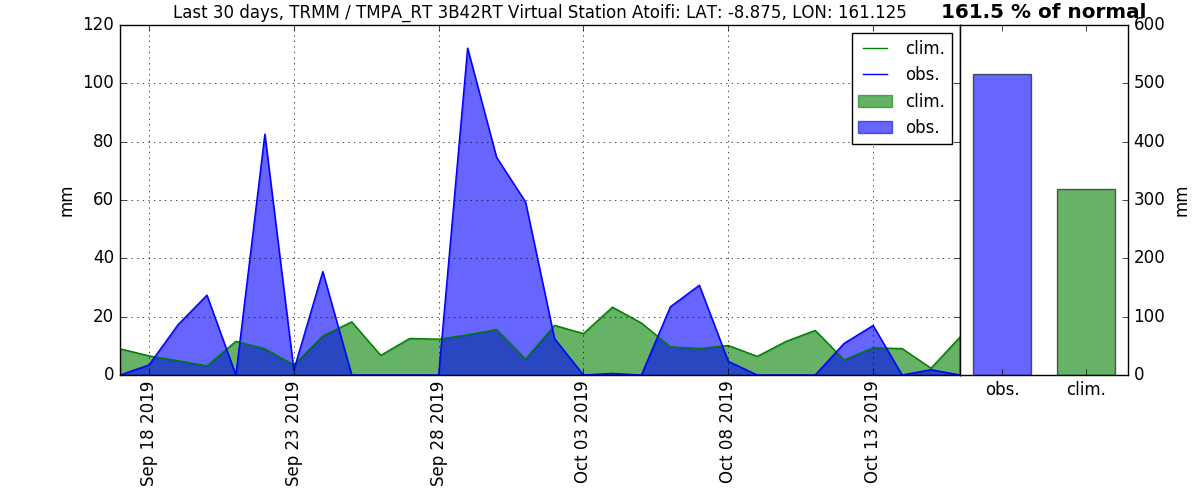 Last 30 days, TRMM / TMPA_RT 3B42RT Virtual Station Atoifi: LAT: -8.875, LON: 161.125
161.5 % of normal
120
100
80
60
40
20
0
mm
clim.
obs.
clim.
obs.
600
500
400
300
200
100
0
mm
Sep 18 2019
Sep 23 2019
Sep 28 2019
Oct 03 2019
Oct 08 2019
Oct 13 2019
obs.
clim.